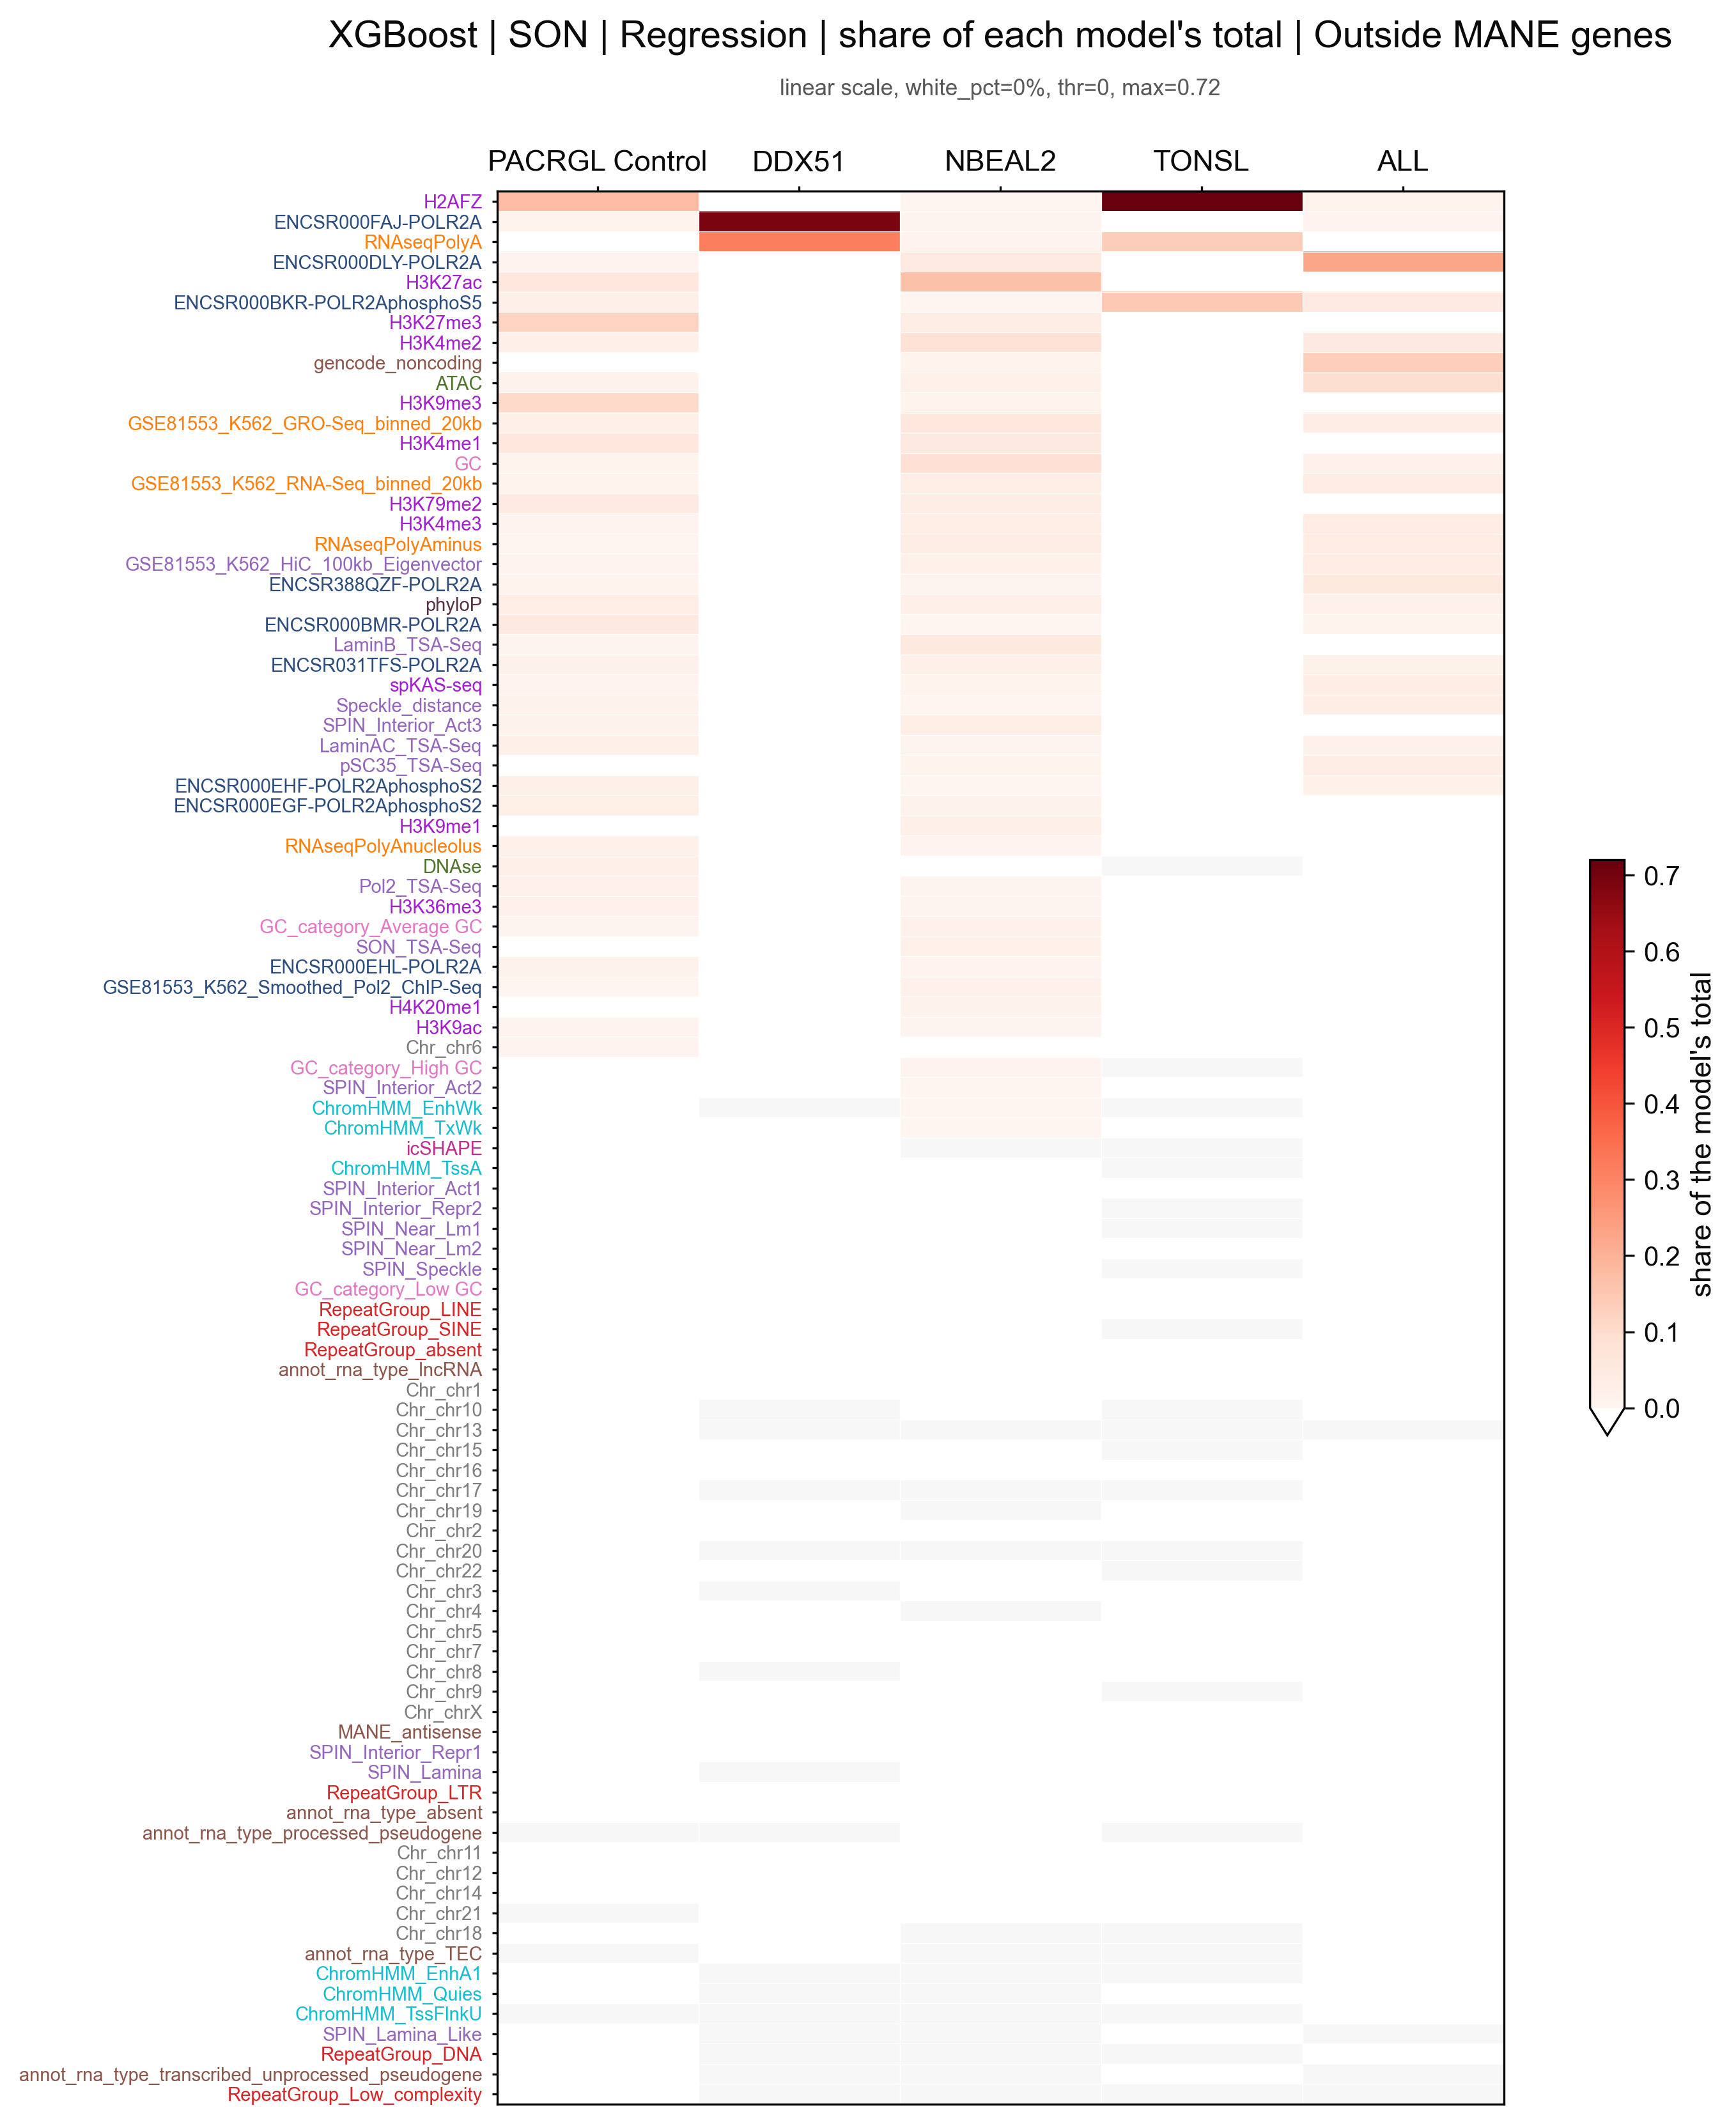 XGBoost | SON | Regression | share of each model's total | Outside MANE genes
linear scale, white_pct=0%, thr=0, max=0.72
PACRGL Control DDX51 NBEAL2 TONSL ALL
H2AFZ
ENCSR000FAJ-POLR2A
RNAseqPolyA
ENCSR000DLY-POLR2A
H3K27ac
ENCSR000BKR-POLR2AphosphoS5
H3K27me3
H3K4me2
gencode_noncoding
ATAC
H3K9me3
GSE81553_K562_GRO-Seq_binned_20kb
H3K4me1
GC
GSE81553_K562_RNA-Seq_binned_20kb
H3K79me2
H3K4me3
RNAseqPolyAminus
GSE81553_K562_HiC_100kb_Eigenvector
ENCSR388QZF-POLR2A
phyloP
ENCSR000BMR-POLR2A
LaminB_TSA-Seq
ENCSR031TFS-POLR2A
spKAS-seq
Speckle_distance
SPIN_Interior_Act3
LaminAC_TSA-Seq
pSC35_TSA-Seq
ENCSR000EHF-POLR2AphosphoS2
ENCSR000EGF-POLR2AphosphoS2
H3K9me1
RNAseqPolyAnucleolus
DNAse
Pol2_TSA-Seq
H3K36me3
GC_category_Average GC
SON_TSA-Seq
ENCSR000EHL-POLR2A
GSE81553_K562_Smoothed_Pol2_ChIP-Seq
H4K20me1
H3K9ac
Chr_chr6
GC_category_High GC
SPIN_Interior_Act2
ChromHMM_EnhWk
ChromHMM_TxWk
icSHAPE
ChromHMM_TssA
SPIN_Interior_Act1
SPIN_Interior_Repr2
SPIN_Near_Lm1
SPIN_Near_Lm2
SPIN_Speckle
GC_category_Low GC
RepeatGroup_LINE
RepeatGroup_SINE
RepeatGroup_absent
annot_rna_type_lncRNA
Chr_chr1
Chr_chr10
Chr_chr13
Chr_chr15
Chr_chr16
Chr_chr17
Chr_chr19
Chr_chr2
Chr_chr20
Chr_chr22
Chr_chr3
Chr_chr4
Chr_chr5
Chr_chr7
Chr_chr8
Chr_chr9
Chr_chrX
MANE_antisense
SPIN_Interior_Repr1
SPIN_Lamina
RepeatGroup_LTR
annot_rna_type_absent
annot_rna_type_processed_pseudogene
Chr_chr11
Chr_chr12
Chr_chr14
Chr_chr21
Chr_chr18
annot_rna_type_TEC
ChromHMM_EnhA1
ChromHMM_Quies
ChromHMM_TssFlnkU
SPIN_Lamina_Like
RepeatGroup_DNA
annot_rna_type_transcribed_unprocessed_pseudogene
RepeatGroup_Low_complexity
0.7
0.6
0.5
0.4
0.3
0.2
0.1
0.0
share of the model's total